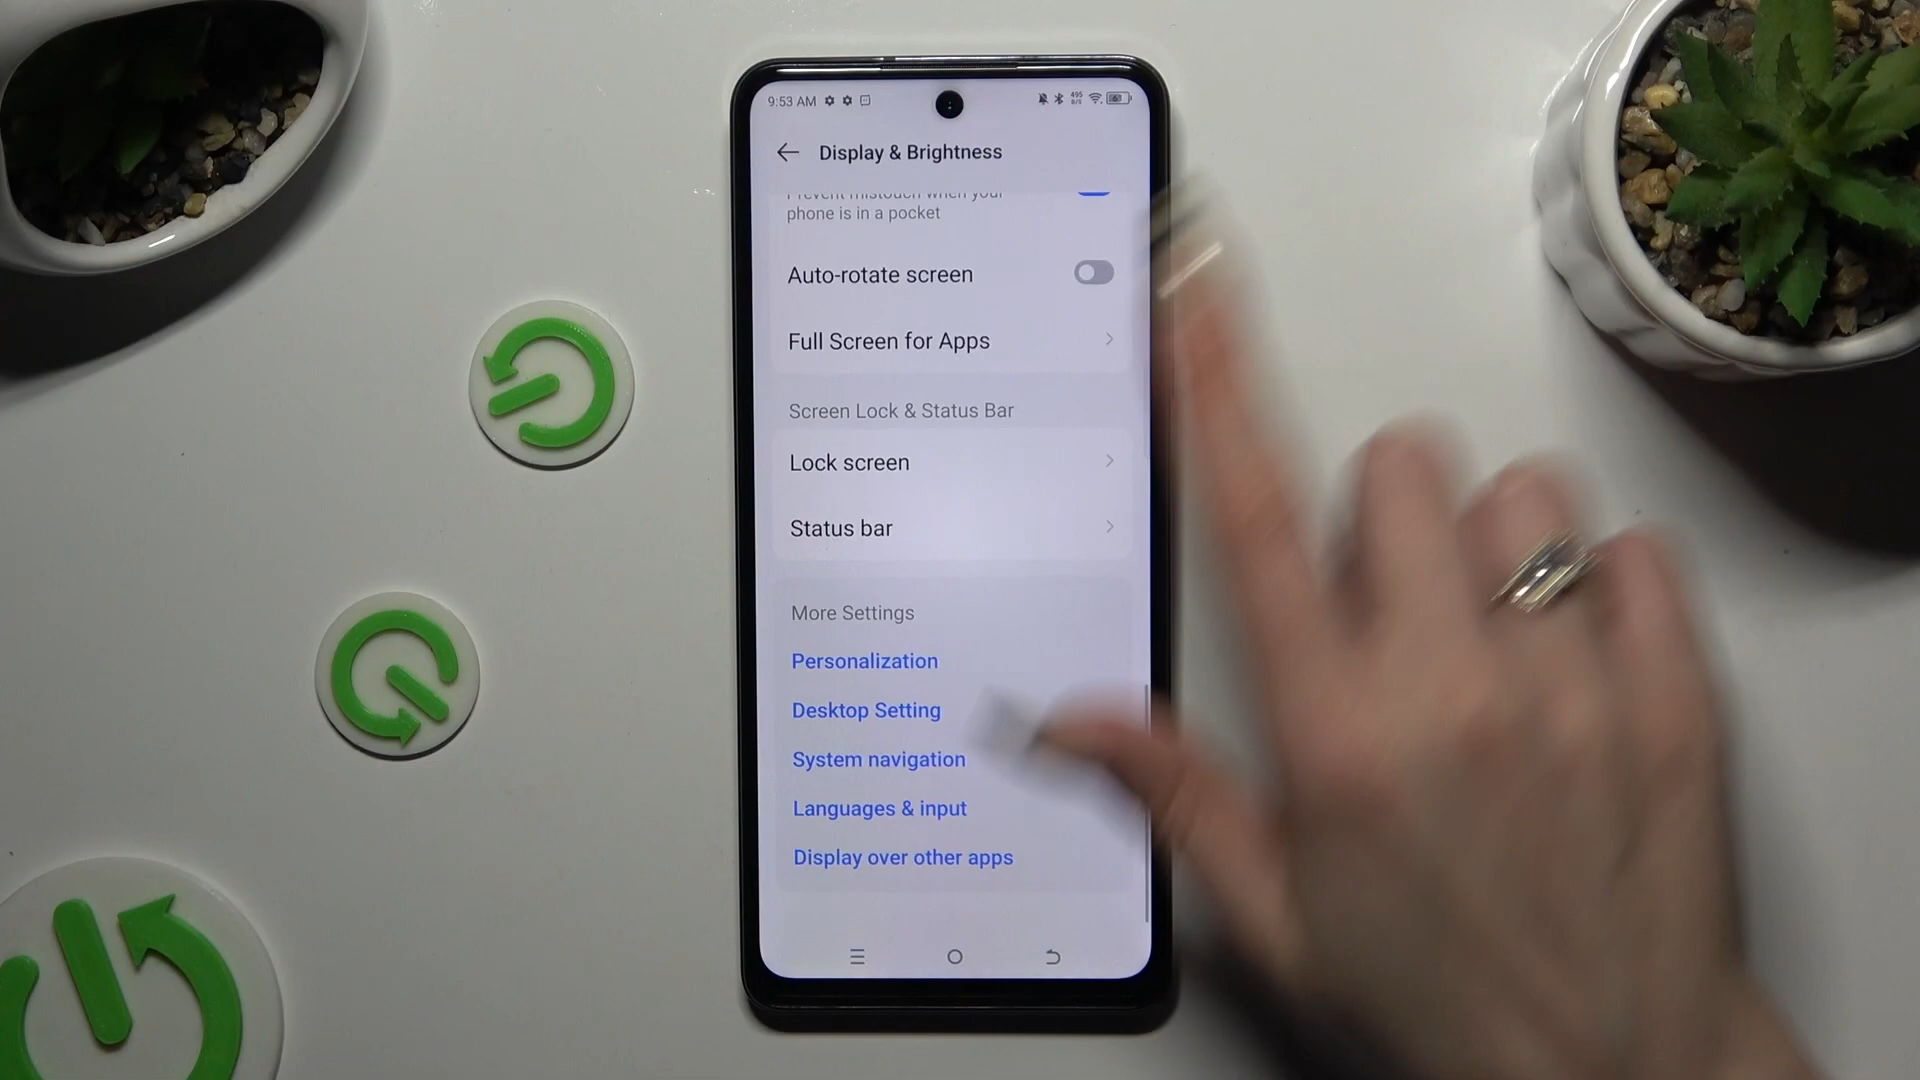 9:53 AM
495
B/S
Display & Brightness
Prevent mistouch when your
phone is in a pocket
Auto-rotate screen
Full Screen for Apps
Screen Lock & Status Bar
Lock screen
Status bar
More Settings
Personalization
Desktop Setting
System navigation
Languages & input
Display over other apps